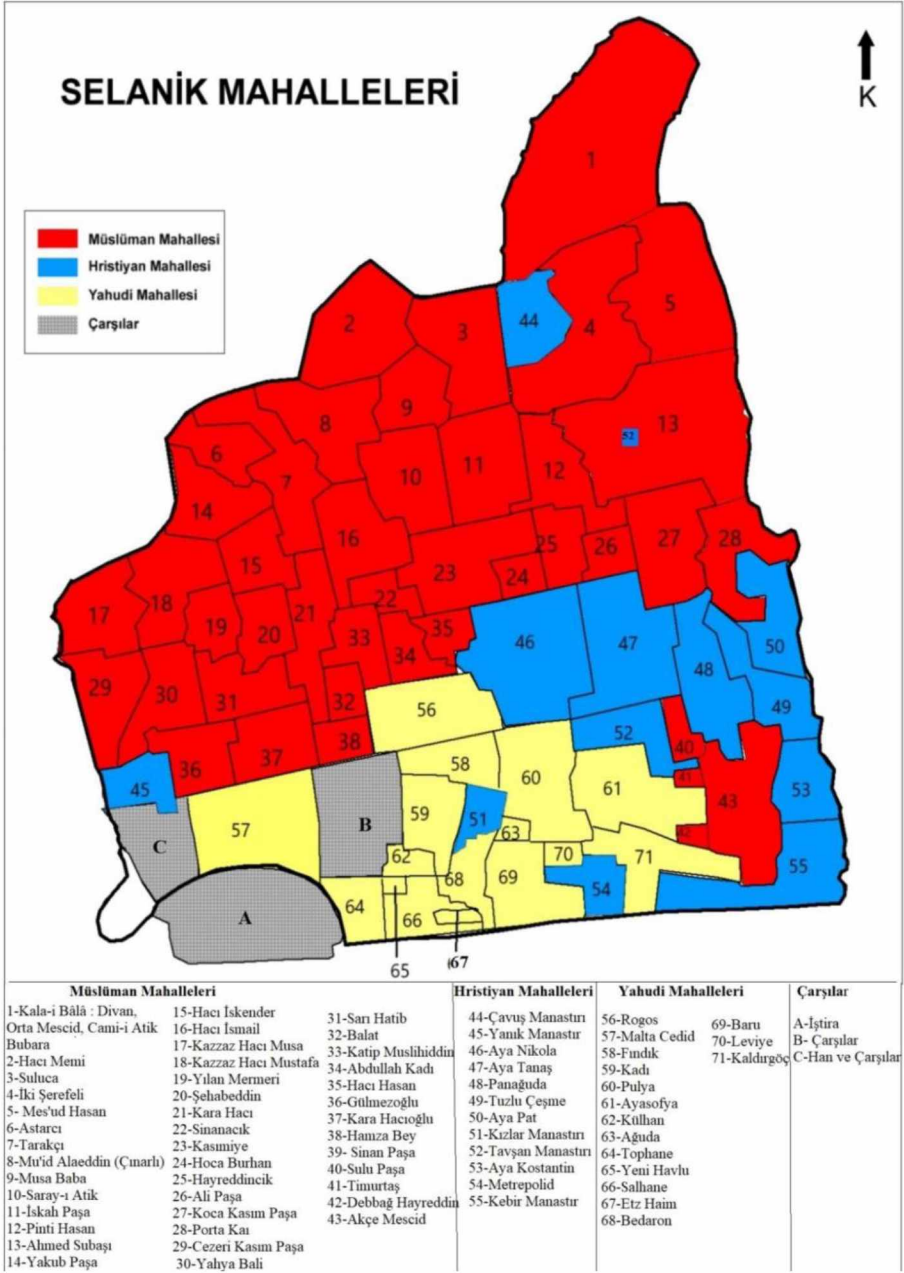 SELANİK MAHALLELERİ
K
Müslüman Mahallesi
Hristiyan Mahallesi
Yahudi Mahallesi
Çarşılar
1
2
3
44
4
5
6
7
8
9
10
11
12
52
13
14
15
16
17
18
19
20
21
22
23
24
25
26
27
28
29
30
31
32
33
34
35
36
37
38
46
47
48
50
49
56
52
40
41
42
43
53
45
57
58
59
60
61
51
63
62
B
C
A
64
65
66
67
68
69
70
71
54
55
Müslüman Mahalleleri
1-Kala-i Bâlâ : Divan,
Orta Mescid, Cami-i Atik
Bubara
2-Hacı Memi
3-Suluca
4-İki Şerefeli
5- Mes'ud Hasan
6-Astarcı
7-Tarakçı
8-Mu'id Alaeddin (Çınarlı)
9-Musa Baba
10-Saray-ı Atik
11-İskah Paşa
12-Pinti Hasan
13-Ahmed Subaşı
14-Yakub Paşa
15-Hacı İskender
16-Hacı İsmail
17-Kazzaz Hacı Musa
18-Kazzaz Hacı Mustafa
19-Yılan Mermeri
20-Şehabeddin
21-Kara Hacı
22-Sinanacık
23-Kasımiye
24-Hoca Burhan
25-Hayreddincik
26-Ali Paşa
27-Koca Kasım Paşa
28-Porta Kaı
29-Cezeri Kasım Paşa
30-Yahya Bali
31-Sarı Hatib
32-Balat
33-Katip Muslihiddin
34-Abdullah Kadı
35-Hacı Hasan
36-Gülmezoğlu
37-Kara Hacıoğlu
38-Hamza Bey
39- Sinan Paşa
40-Sulu Paşa
41-Timurtaş
42-Debbağ Hayreddin
43-Akçe Mescid
Hristiyan Mahalleleri
44-Çavuş Manastırı
45-Yanık Manastır
46-Aya Nikola
47-Aya Tanaş
48-Panağuda
49-Tuzlu Çeşme
50-Aya Pat
51-Kızlar Manastırı
52-Tavşan Manastırı
53-Aya Kostantin
54-Metrepolid
55-Kebir Manastır
Yahudi Mahalleleri
56-Rogos
57-Malta Cedid
58-Fındık
59-Kadı
60-Pulya
61-Ayasofya
62-Külhan
63-Ağuda
64-Tophane
65-Yeni Havlu
66-Salhane
67-Etz Haim
68-Bedaron
69-Baru
70-Leviye
71-Kaldırgöç
Çarşılar
A-İştira
B- Çarşılar
C-Han ve Çarşılar